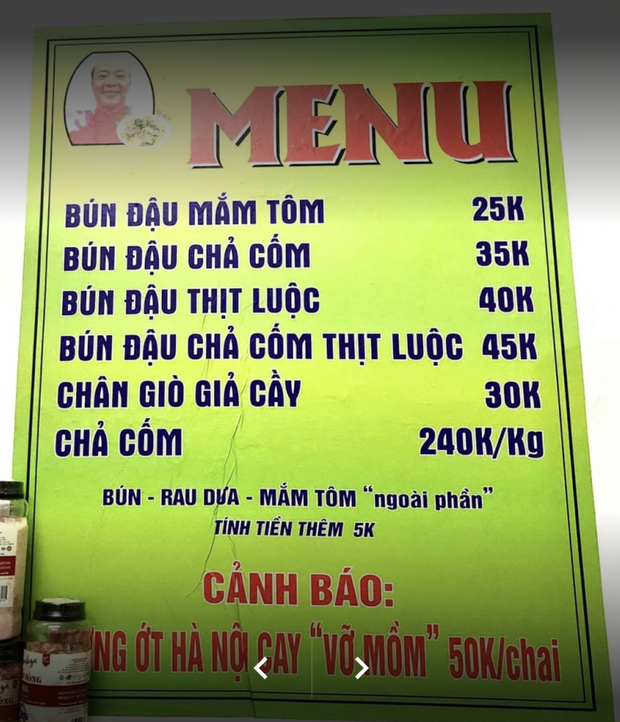 MENU
BÚN ĐẬU MẮM TÔM 25K
BÚN ĐẬU CHẢ CỐM 35K
BÚN ĐẬU THỊT LUỘC 40K
BÚN ĐẬU CHẢ CỐM THỊT LUỘC 45K
CHÂN GIÒ GIẢ CẦY 30K
CHẢ CỐM 240K/Kg
BÚN - RAU DƯA - MẮM TÔM “ngoài phần”
TÍNH TIỀN THÊM 5K
CẢNH BÁO:
ỚT HÀ NỘI CAY “VỠ MỒM” 50K/chai